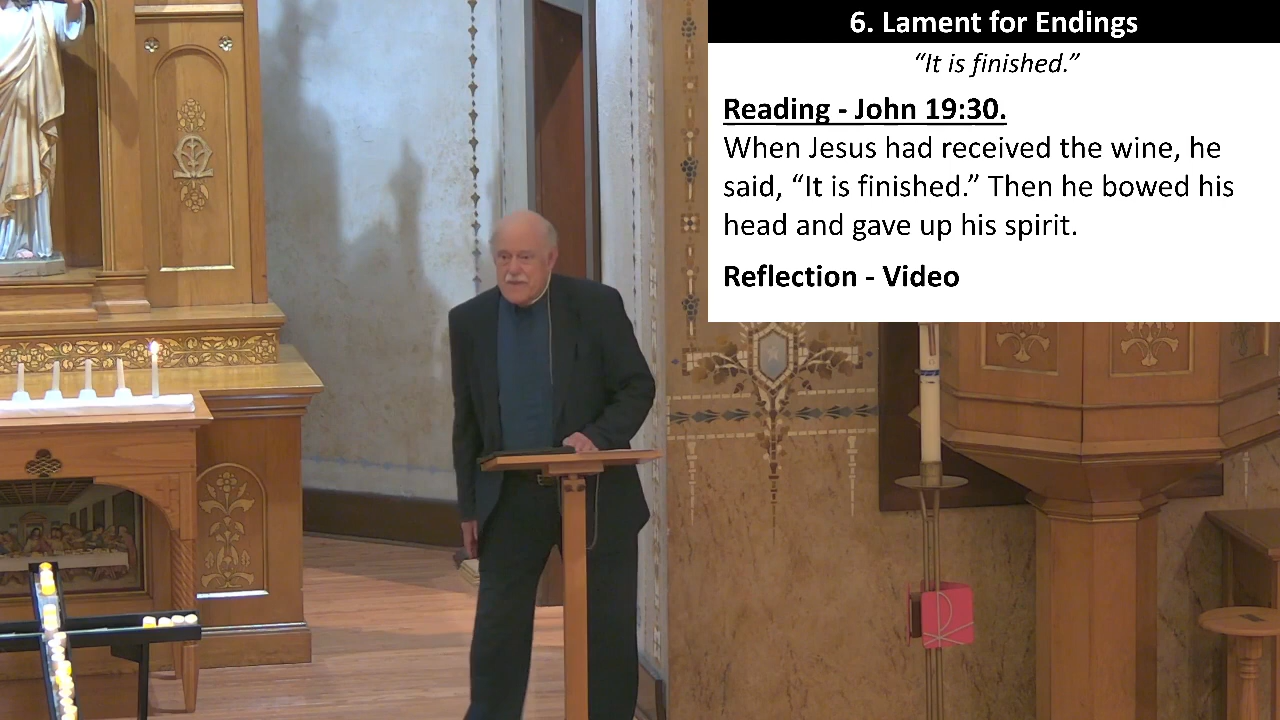 6. Lament for Endings
“It is finished.”
Reading - John 19:30.
When Jesus had received the wine, he
said, “It is finished.” Then he bowed his
head and gave up his spirit.
Reflection - Video